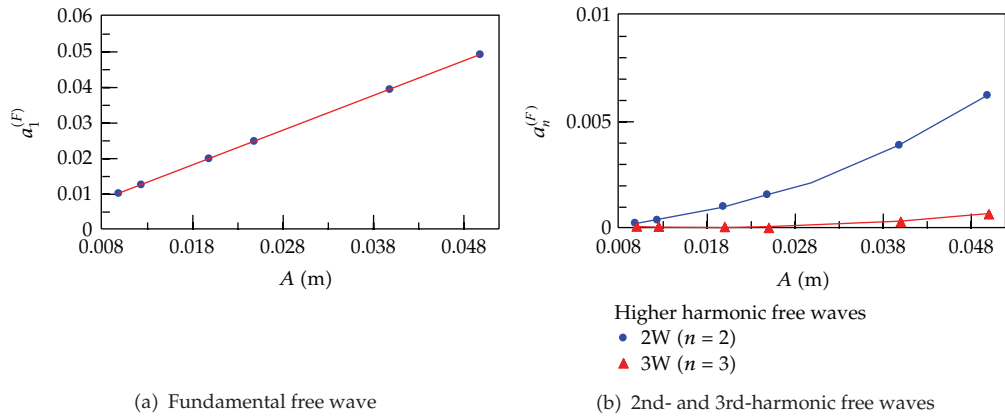 0.06
0.05
0.04
0.03
0.02
0.01
0
a₁⁽ᶠ⁾
0.008 0.018 0.028 0.038 0.048
A (m)
(a) Fundamental free wave
0.01
0.005
0
aₙ⁽ᶠ⁾
0.008 0.018 0.028 0.038 0.048
A (m)
Higher harmonic free waves
2W (n = 2)
3W (n = 3)
(b) 2nd- and 3rd-harmonic free waves